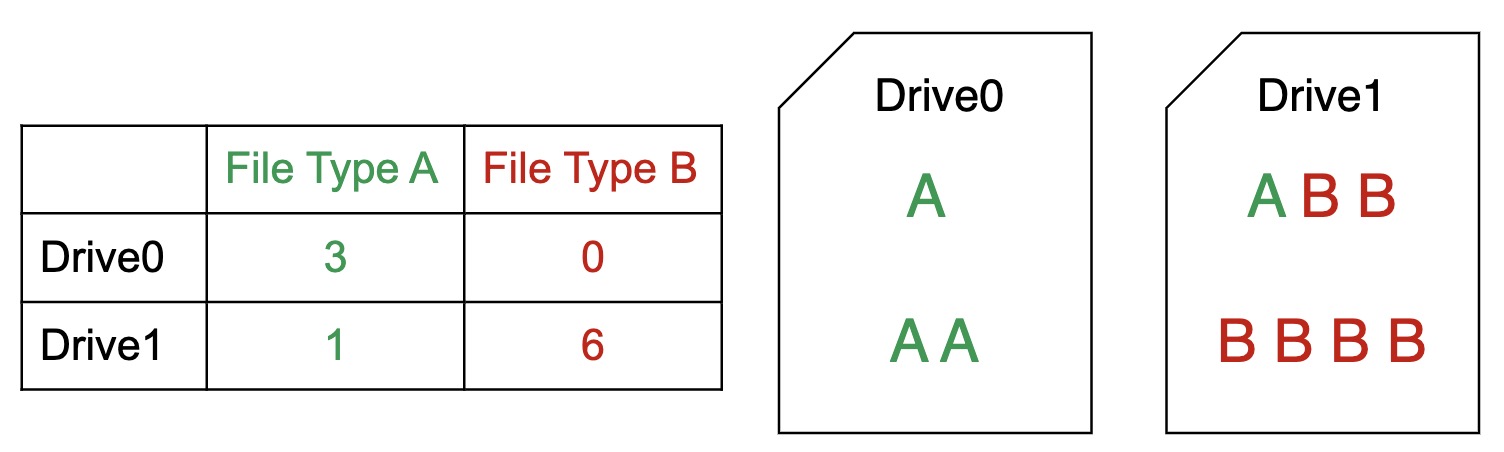 File Type A File Type B
Drive0 3 0
Drive1 1 6
Drive0
A
A A
Drive1
A B B
B B B B